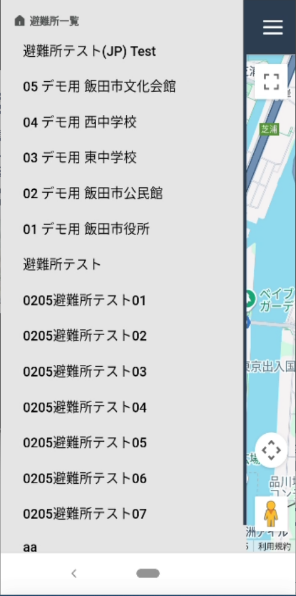 避難所一覧
避難所テスト(JP) Test
05 デモ用 飯田市文化会館
04 デモ用 西中学校
03 デモ用 東中学校
02 デモ用 飯田市公民館
01 デモ用 飯田市役所
避難所テスト
0205避難所テスト01
0205避難所テスト02
0205避難所テスト03
0205避難所テスト04
0205避難所テスト05
0205避難所テスト06
0205避難所テスト07
aa
芝浦
ベイブ
ガーデ
東京出入国
品川
利用規約